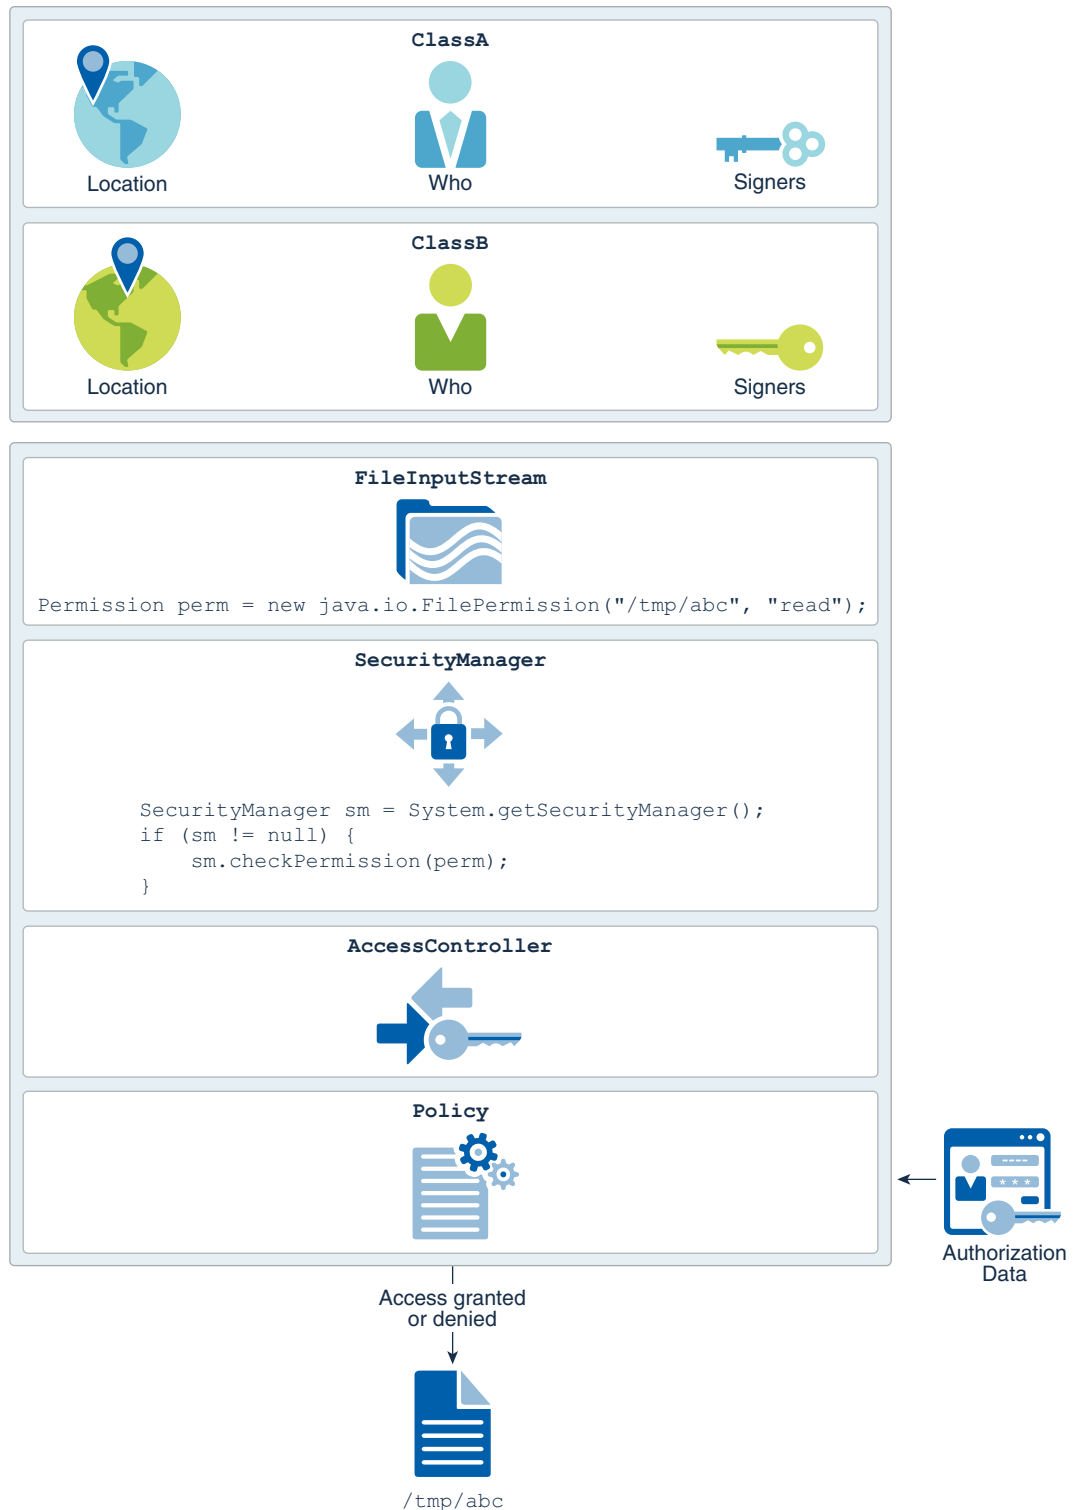 ClassA
Location
Who
Signers
ClassB
Location
Who
Signers
FileInputStream
Permission perm = new java.io.FilePermission("/tmp/abc", "read");
SecurityManager
SecurityManager sm = System.getSecurityManager();
if (sm != null) {
    sm.checkPermission(perm);
}
AccessController
Policy
----
* * *
Authorization
Data
Access granted
or denied
/tmp/abc